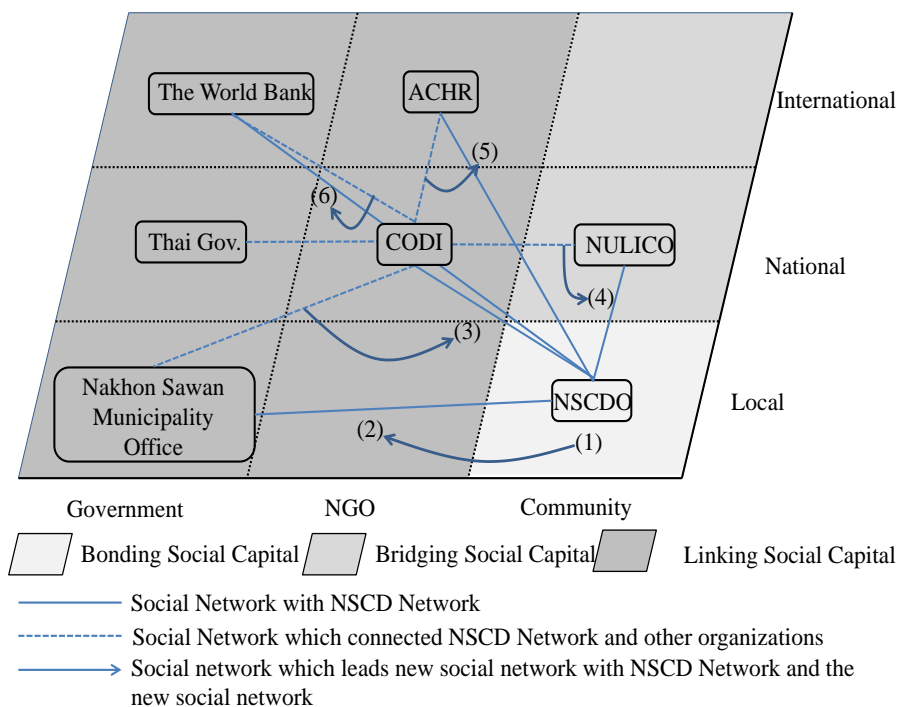 The World Bank
ACHR
International
(5)
(6)
Thai Gov.
CODI
NULICO
National
(4)
(3)
Nakhon Sawan
Municipality
Office
NSCDO
Local
(2)
(1)
Government
NGO
Community
Bonding Social Capital
Bridging Social Capital
Linking Social Capital
Social Network with NSCD Network
Social Network which connected NSCD Network and other organizations
Social network which leads new social network with NSCD Network and the
new social network